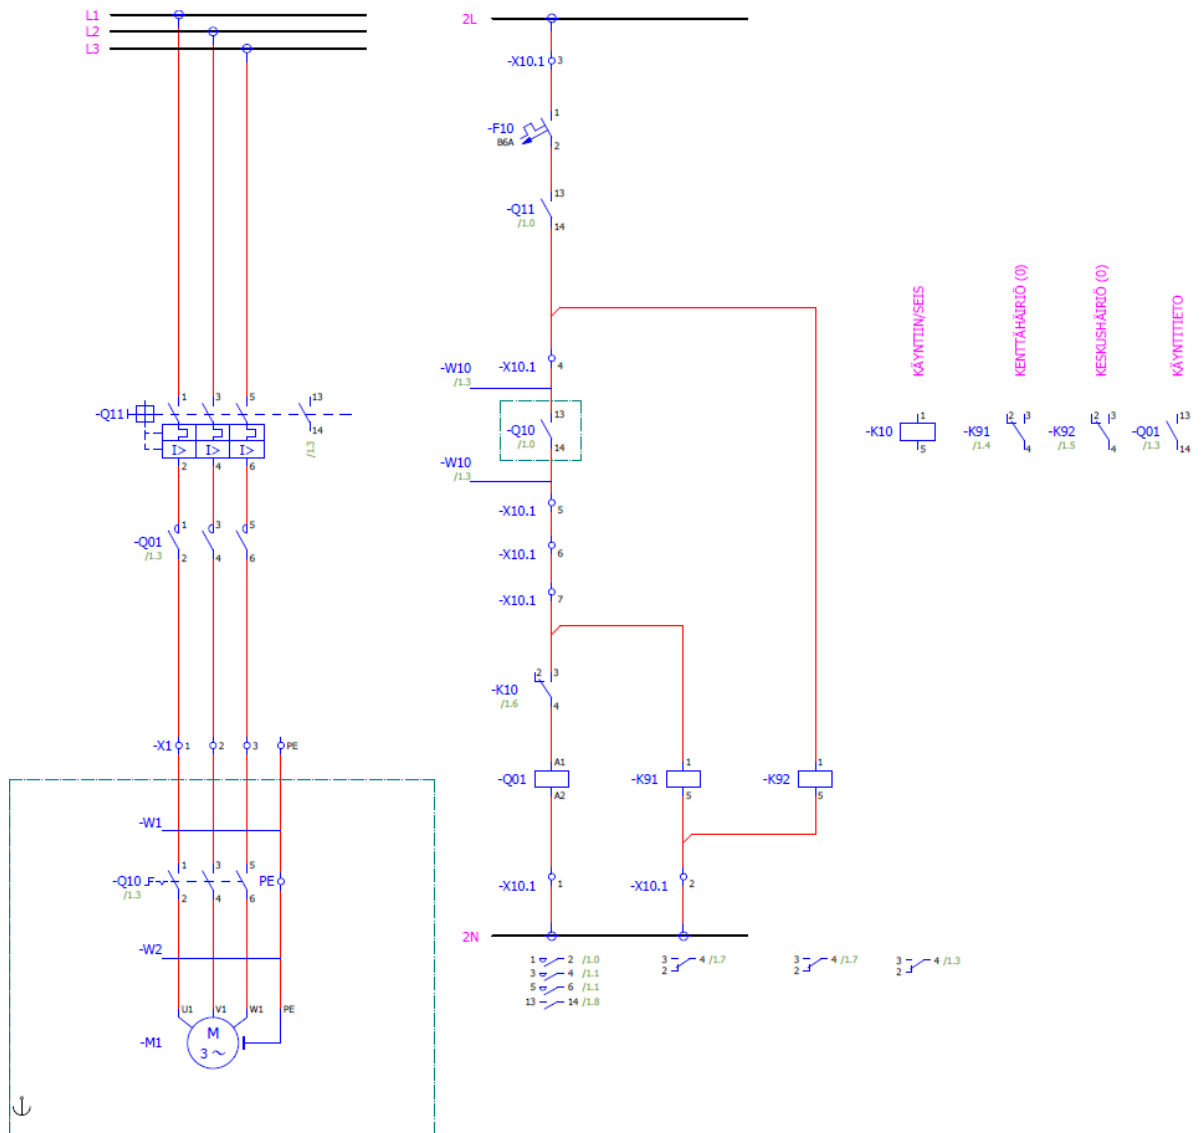 L1
L2
L3
-Q11
1 3 5 13
14
/1.3
I> I> I>
2 4 6
-Q01
/1.3
1 3 5
2 4 6
-X1 1 2 3 PE
-W1
-Q10
/1.3
1 3 5
PE
2 4 6
-W2
U1 V1 W1 PE
-M1
M
3 ~
2L
-X10.1 3
-F10
B6A
1
2
-Q11
/1.0
13
14
-X10.1 4
-W10
/1.3
-Q10
/1.0
13
14
-W10
/1.3
-X10.1 5
-X10.1 6
-X10.1 7
-K10
/1.6
2 3
4
-Q01
A1
A2
-K91
1
5
-K92
1
5
-X10.1 1
-X10.1 2
2N
1 2 /1.0
3 4 /1.1
5 6 /1.1
13 14 /1.8
3 4 /1.7
2
3 4 /1.7
2
3 4 /1.3
2
KÄYNTIIN/SEIS
KENTTÄHÄIRIÖ (0)
KESKUSHÄIRIÖ (0)
KÄYNTITIETO
-K10
1
5
-K91
/1.4
2 3
4
-K92
/1.5
2 3
4
-Q01
/1.3
13
14